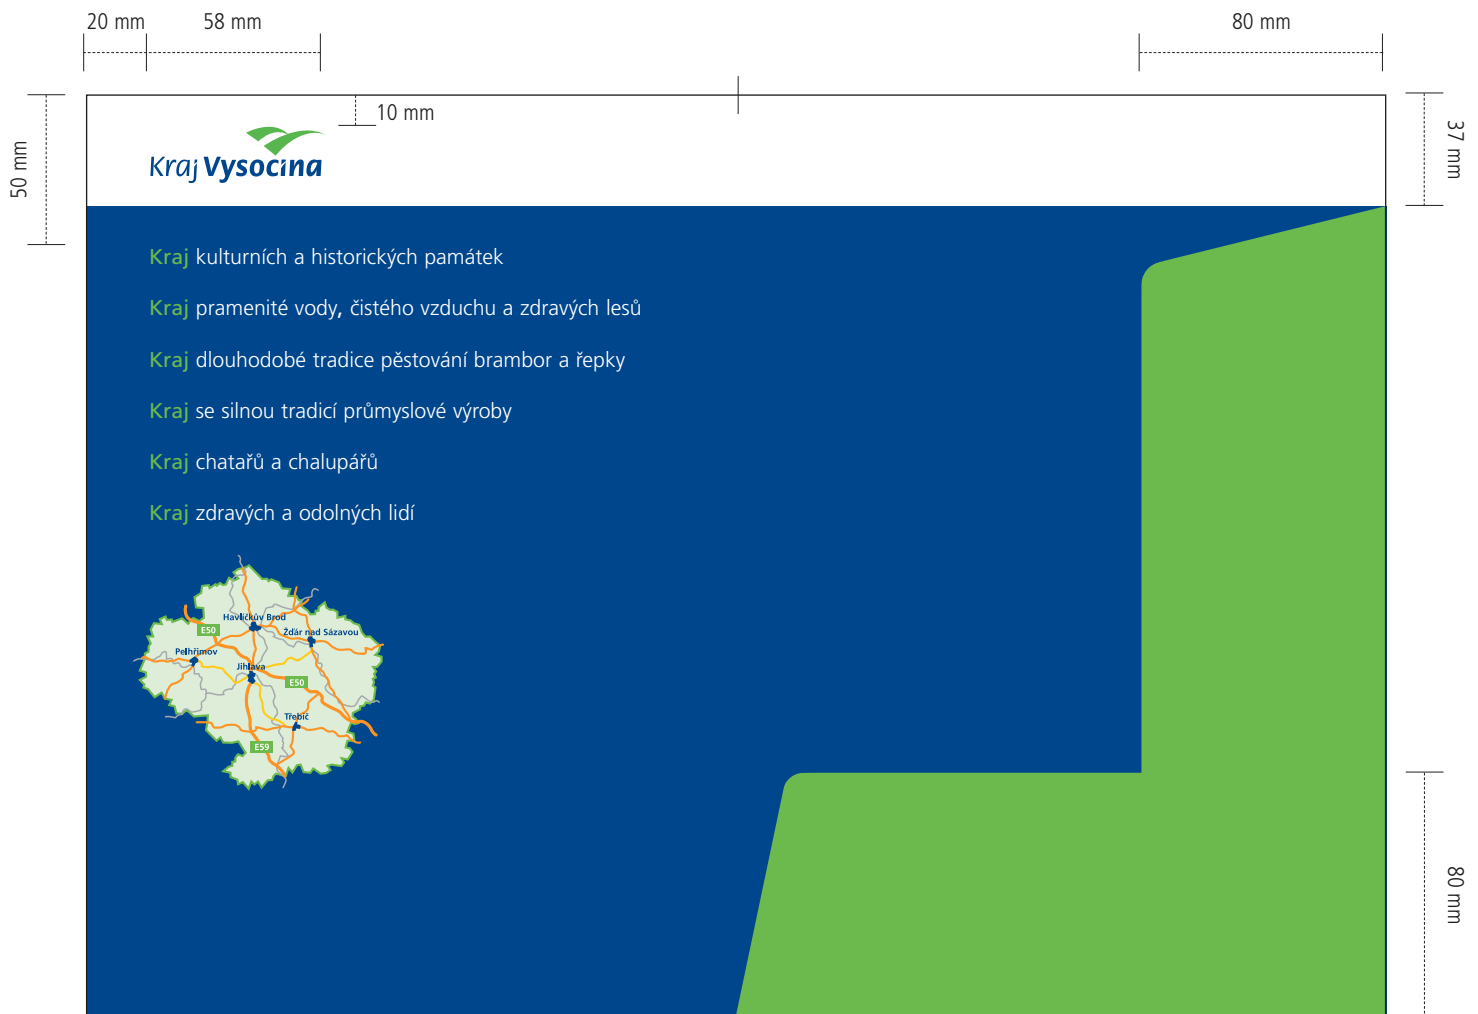 20 mm
58 mm
80 mm
10 mm
37 mm
50 mm
Kraj Vysočina
Kraj kulturních a historických památek
Kraj pramenité vody, čistého vzduchu a zdravých lesů
Kraj dlouhodobé tradice pěstování brambor a řepky
Kraj se silnou tradicí průmyslové výroby
Kraj chatařů a chalupářů
Kraj zdravých a odolných lidí
Havlíčkův Brod
E50
Žďár nad Sázavou
Pelhřimov
Jihlava
E50
Třebíč
E59
80 mm